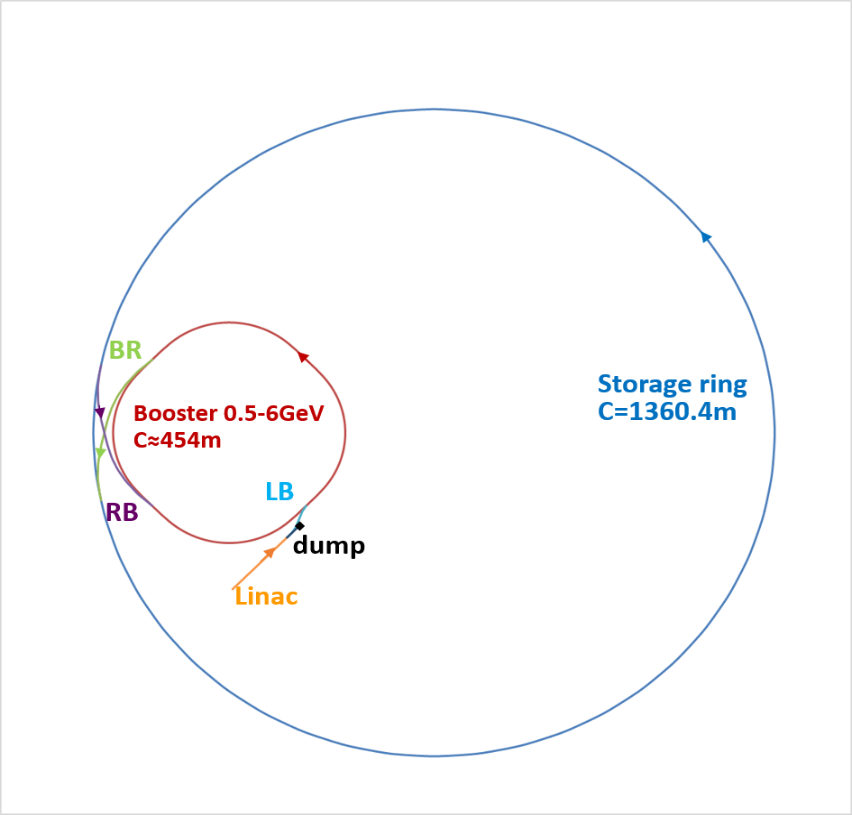 BR
Storage ring
C=1360.4m
Booster 0.5-6GeV
C≈454m
LB
RB
dump
Linac